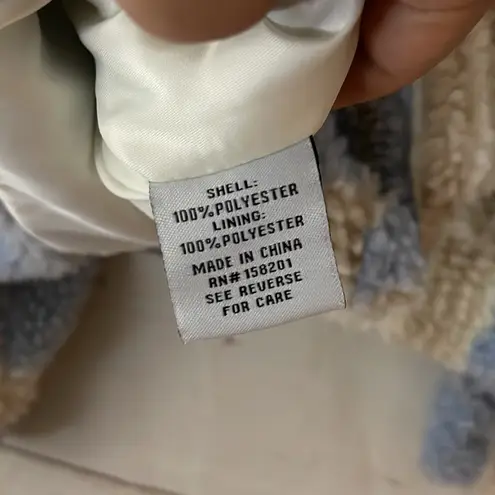 SHELL:
100% POLYESTER
LINING:
100% POLYESTER
MADE IN CHINA
RN# 158201
SEE REVERSE
FOR CARE